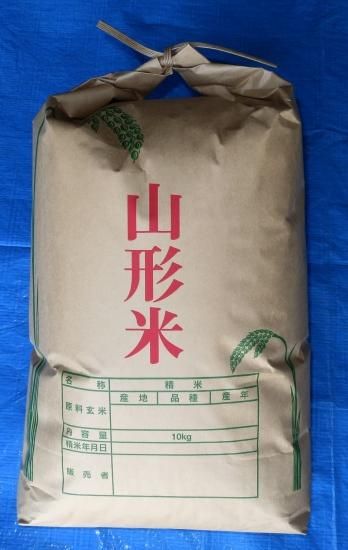 山形米
名称 精米
原料玄米 産地 品種 産年
内容量 10kg
精米年月日
販売者